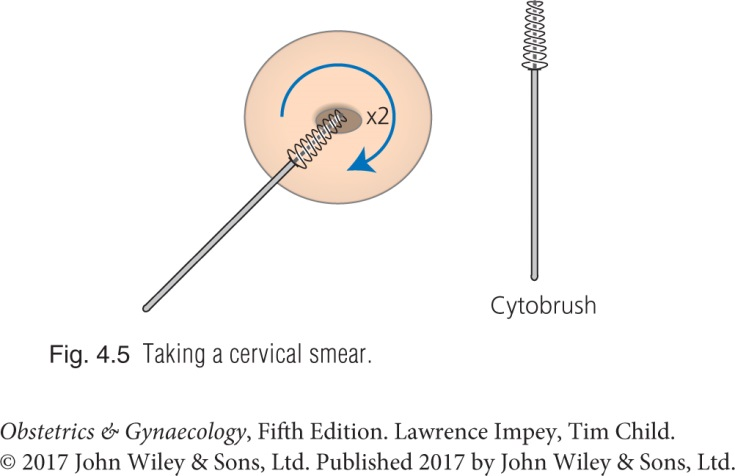 x2
Cytobrush
Fig. 4.5 Taking a cervical smear.
Obstetrics & Gynaecology, Fifth Edition. Lawrence Impey, Tim Child.
© 2017 John Wiley & Sons, Ltd. Published 2017 by John Wiley & Sons, Ltd.